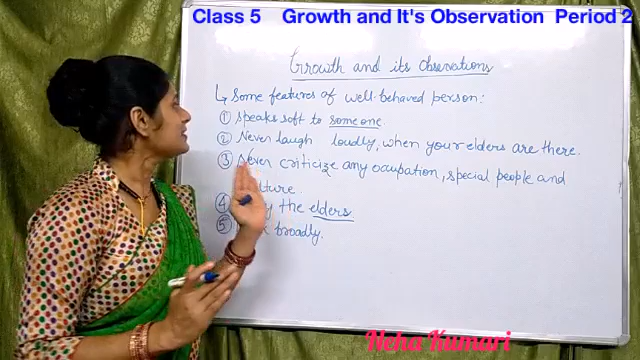 Class 5 Growth and It's Observation Period 2
Growth and its observations
↳ Some features of well-behaved person:
① speaks soft to someone.
② Never laugh loudly, when your elders are there.
③ Never criticize any ocupation, special people and
④ the elders.
⑤ broadly.
Neha Kumari